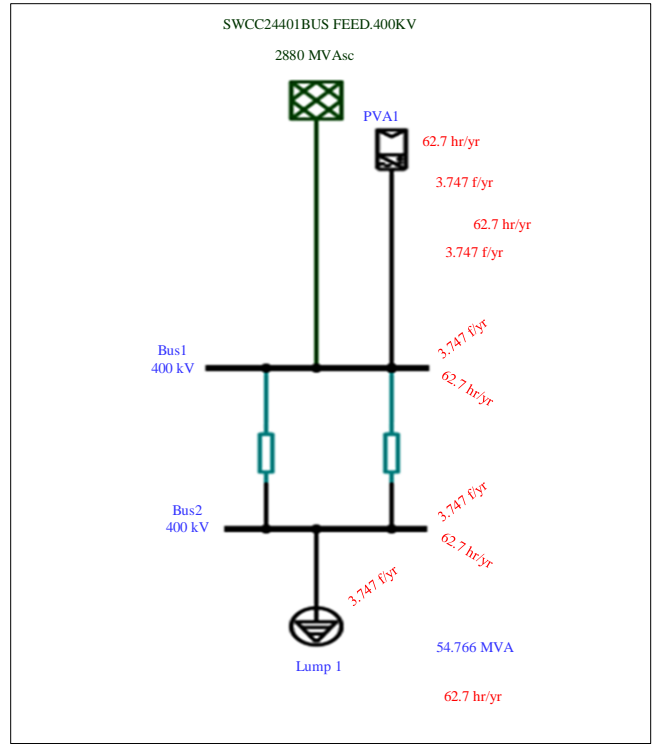 SWCC24401BUS FEED.400KV
2880 MVAsc
PVA1
62.7 hr/yr
3.747 f/yr
62.7 hr/yr
3.747 f/yr
3.747 f/yr
Bus1
400 kV
62.7 hr/yr
3.747 f/yr
Bus2
400 kV
62.7 hr/yr
3.747 f/yr
54.766 MVA
Lump 1
62.7 hr/yr